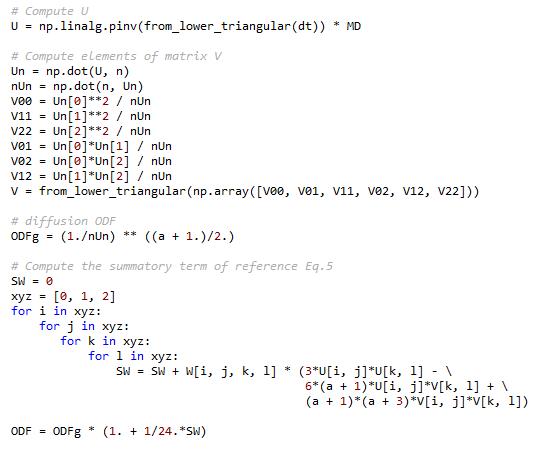 # Compute U
U = np.linalg.pinv(from_lower_triangular(dt)) * MD
# Compute elements of matrix V
Un = np.dot(U, n)
nUn = np.dot(n, Un)
V00 = Un[0]**2 / nUn
V11 = Un[1]**2 / nUn
V22 = Un[2]**2 / nUn
V01 = Un[0]*Un[1] / nUn
V02 = Un[0]*Un[2] / nUn
V12 = Un[1]*Un[2] / nUn
V = from_lower_triangular(np.array([V00, V01, V11, V02, V12, V22]))
# diffusion ODF
ODFg = (1./nUn) ** ((a + 1.)/2.)
# Compute the summatory term of reference Eq.5
SW = 0
xyz = [0, 1, 2]
for i in xyz:
for j in xyz:
for k in xyz:
for l in xyz:
SW = SW + W[i, j, k, l] * (3*U[i, j]*U[k, l] - \
6*(a + 1)*U[i, j]*V[k, l] + \
(a + 1)*(a + 3)*V[i, j]*V[k, l])
ODF = ODFg * (1. + 1/24.*SW)